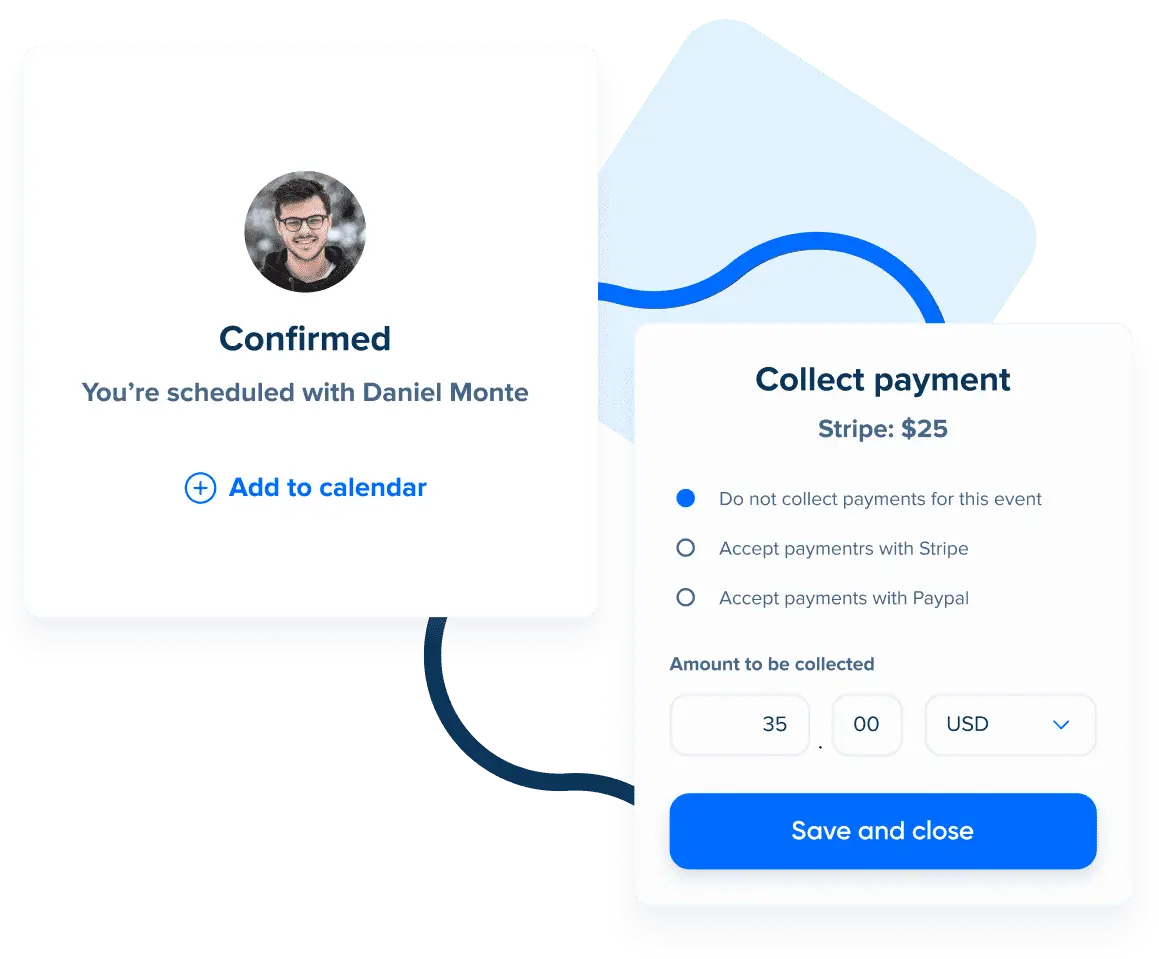 Confirmed
You’re scheduled with Daniel Monte
Add to calendar
Collect payment
Stripe: $25
Do not collect payments for this event
Accept paymentrs with Stripe
Accept payments with Paypal
Amount to be collected
35 . 00 USD
Save and close